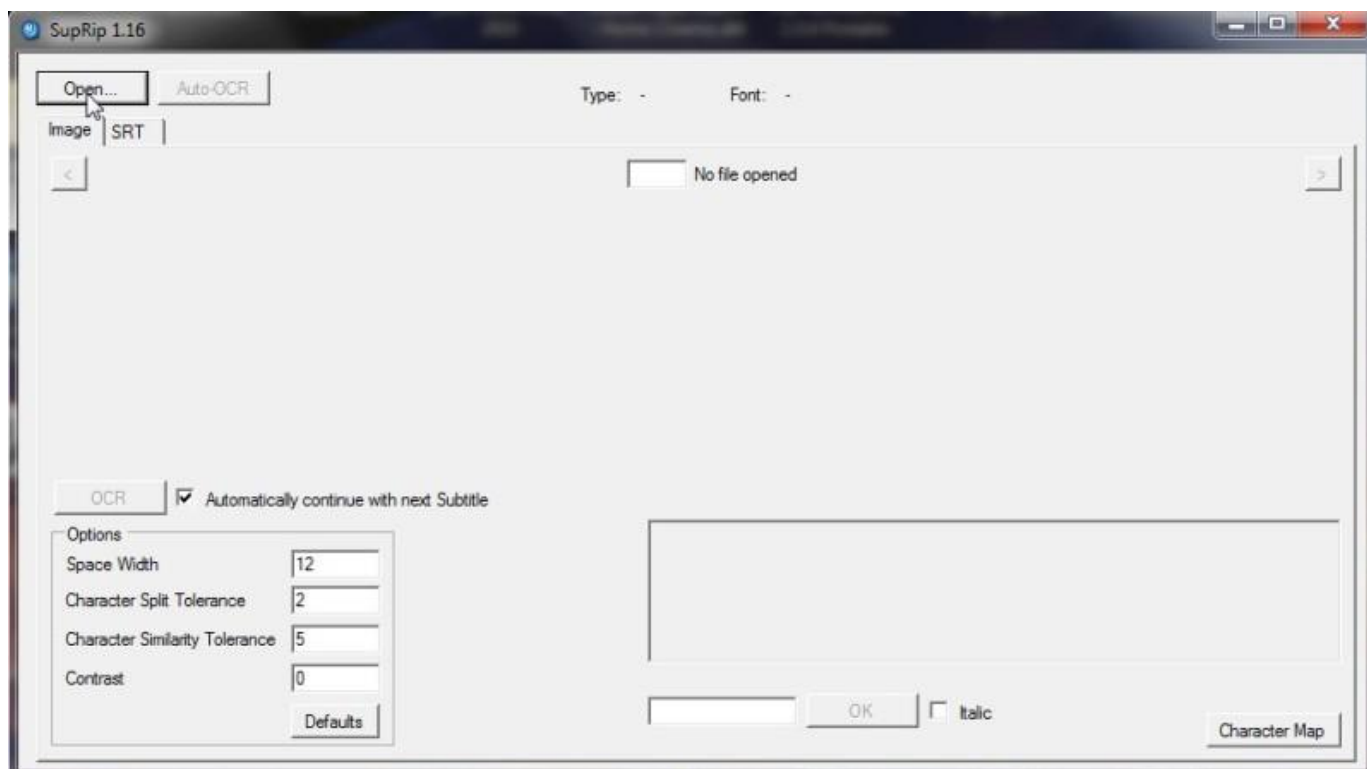 SupRip 1.16
Open... Auto-OCR
Type: - Font: -
Image SRT
< No file opened >
OCR Automatically continue with next Subtitle
Options
Space Width 12
Character Split Tolerance 2
Character Similarity Tolerance 5
Contrast 0
Defaults
OK Italic
Character Map